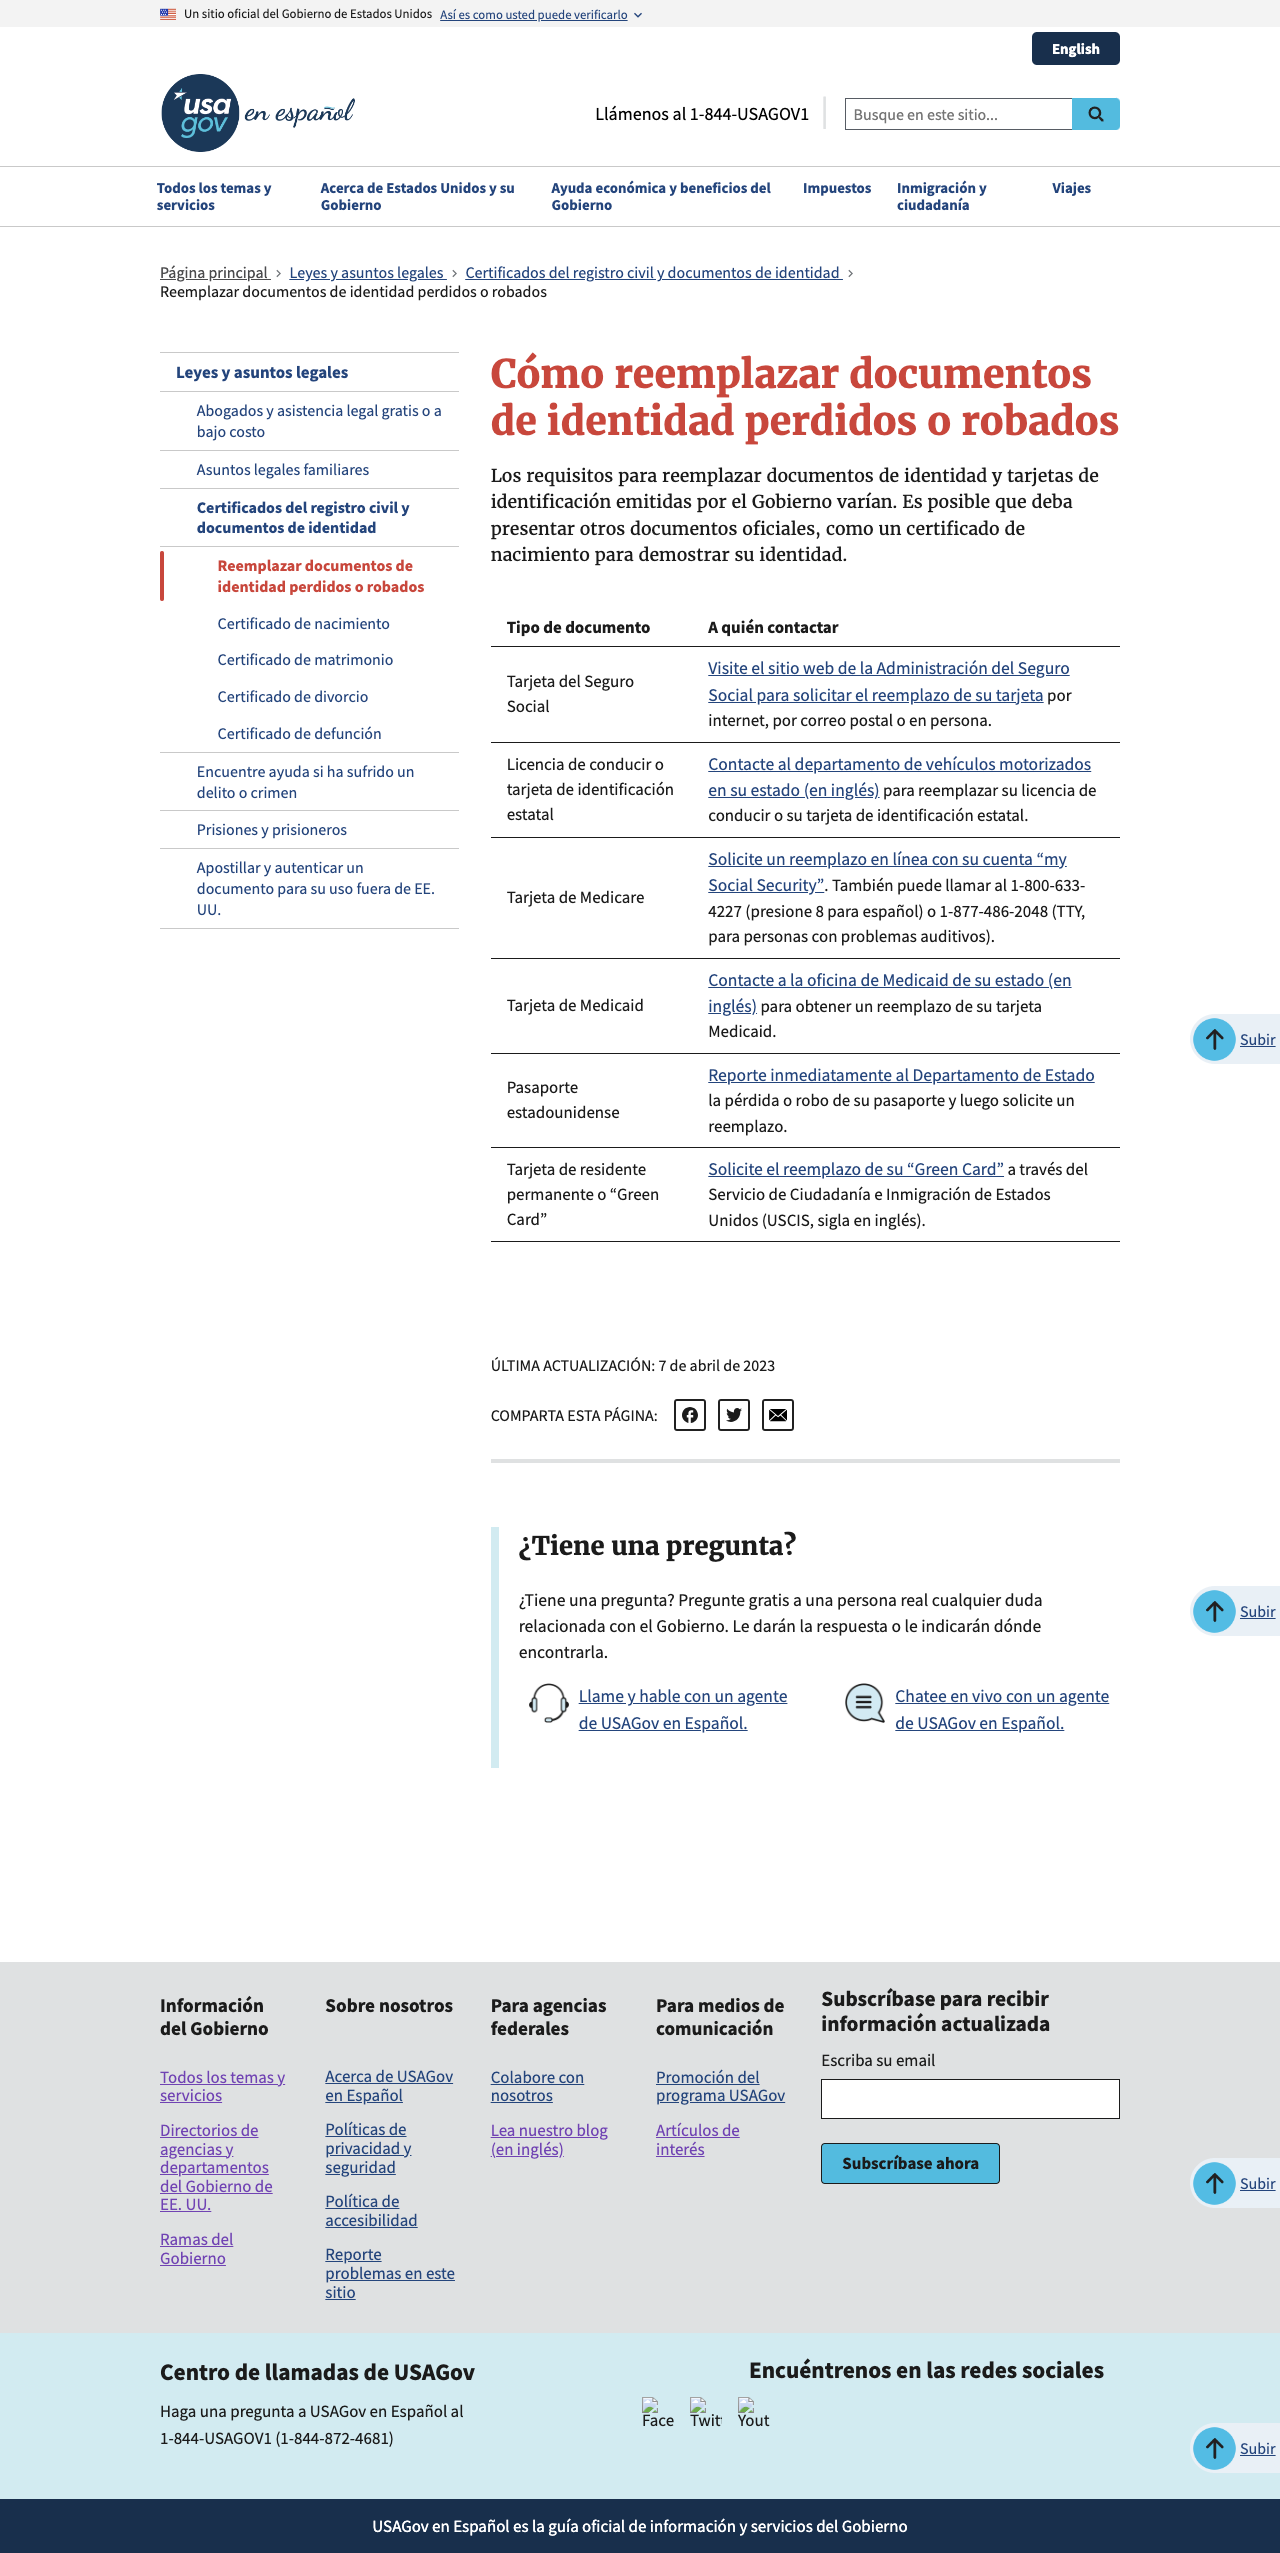 Un sitio oficial del Gobierno de Estados Unidos Así es como usted puede verificarlo
English
usa gov en español
Llámenos al 1-844-USAGOV1
Busque en este sitio...
Todos los temas y servicios
Acerca de Estados Unidos y su Gobierno
Ayuda económica y beneficios del Gobierno
Impuestos
Inmigración y ciudadanía
Viajes
Página principal > Leyes y asuntos legales > Certificados del registro civil y documentos de identidad >
Reemplazar documentos de identidad perdidos o robados
Leyes y asuntos legales
Abogados y asistencia legal gratis o a
bajo costo
Asuntos legales familiares
Certificados del registro civil y
documentos de identidad
Reemplazar documentos de
identidad perdidos o robados
Certificado de nacimiento
Certificado de matrimonio
Certificado de divorcio
Certificado de defunción
Encuentre ayuda si ha sufrido un
delito o crimen
Prisiones y prisioneros
Apostillar y autenticar un
documento para su uso fuera de EE.
UU.
Cómo reemplazar documentos
de identidad perdidos o robados
Los requisitos para reemplazar documentos de identidad y tarjetas de
identificación emitidas por el Gobierno varían. Es posible que deba
presentar otros documentos oficiales, como un certificado de
nacimiento para demostrar su identidad.
Tipo de documento
A quién contactar
Tarjeta del Seguro
Social
Visite el sitio web de la Administración del Seguro
Social para solicitar el reemplazo de su tarjeta por
internet, por correo postal o en persona.
Licencia de conducir o
tarjeta de identificación
estatal
Contacte al departamento de vehículos motorizados
en su estado (en inglés) para reemplazar su licencia de
conducir o su tarjeta de identificación estatal.
Tarjeta de Medicare
Solicite un reemplazo en línea con su cuenta “my
Social Security”. También puede llamar al 1-800-633-
4227 (presione 8 para español) o 1-877-486-2048 (TTY,
para personas con problemas auditivos).
Tarjeta de Medicaid
Contacte a la oficina de Medicaid de su estado (en
inglés) para obtener un reemplazo de su tarjeta
Medicaid.
Pasaporte
estadounidense
Reporte inmediatamente al Departamento de Estado
la pérdida o robo de su pasaporte y luego solicite un
reemplazo.
Tarjeta de residente
permanente o “Green
Card”
Solicite el reemplazo de su “Green Card” a través del
Servicio de Ciudadanía e Inmigración de Estados
Unidos (USCIS, sigla en inglés).
Subir
ÚLTIMA ACTUALIZACIÓN: 7 de abril de 2023
COMPARTA ESTA PÁGINA:
¿Tiene una pregunta?
¿Tiene una pregunta? Pregunte gratis a una persona real cualquier duda
relacionada con el Gobierno. Le darán la respuesta o le indicarán dónde
encontrarla.
Subir
Llame y hable con un agente
de USAGov en Español.
Chatee en vivo con un agente
de USAGov en Español.
Información
del Gobierno
Todos los temas y
servicios
Directorios de
agencias y
departamentos
del Gobierno de
EE. UU.
Ramas del
Gobierno
Sobre nosotros
Acerca de USAGov
en Español
Políticas de
privacidad y
seguridad
Política de
accesibilidad
Reporte
problemas en este
sitio
Para agencias
federales
Colabore con
nosotros
Lea nuestro blog
(en inglés)
Para medios de
comunicación
Promoción del
programa USAGov
Artículos de
interés
Subscríbase para recibir
información actualizada
Escriba su email
Subscríbase ahora
Subir
Centro de llamadas de USAGov
Haga una pregunta a USAGov en Español al
1-844-USAGOV1 (1-844-872-4681)
Encuéntrenos en las redes sociales
Face Twit Yout
Subir
USAGov en Español es la guía oficial de información y servicios del Gobierno